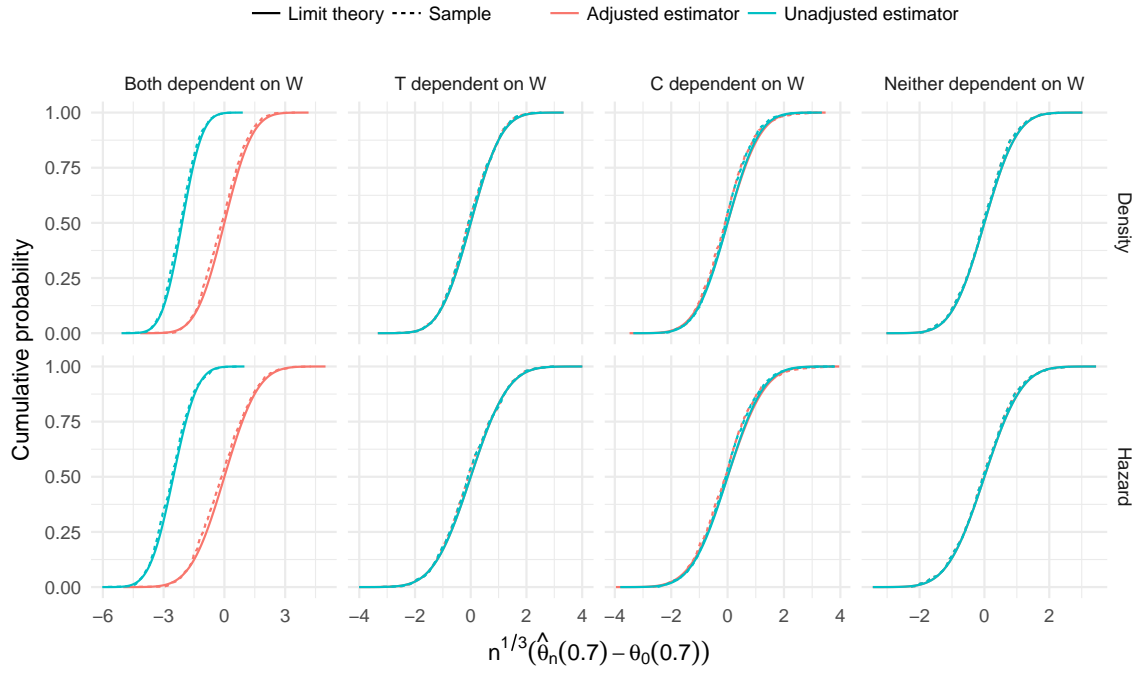 Limit theory Sample Adjusted estimator Unadjusted estimator
Both dependent on W T dependent on W C dependent on W Neither dependent on W
1.00
0.75
0.50
0.25
0.00
Density
1.00
0.75
0.50
0.25
0.00
Hazard
Cumulative probability
−6 −3 0 3 −4 −2 0 2 4 −4 −2 0 2 4 −2 0 2
n^{1/3}(θ̂_n(0.7) − θ_0(0.7))